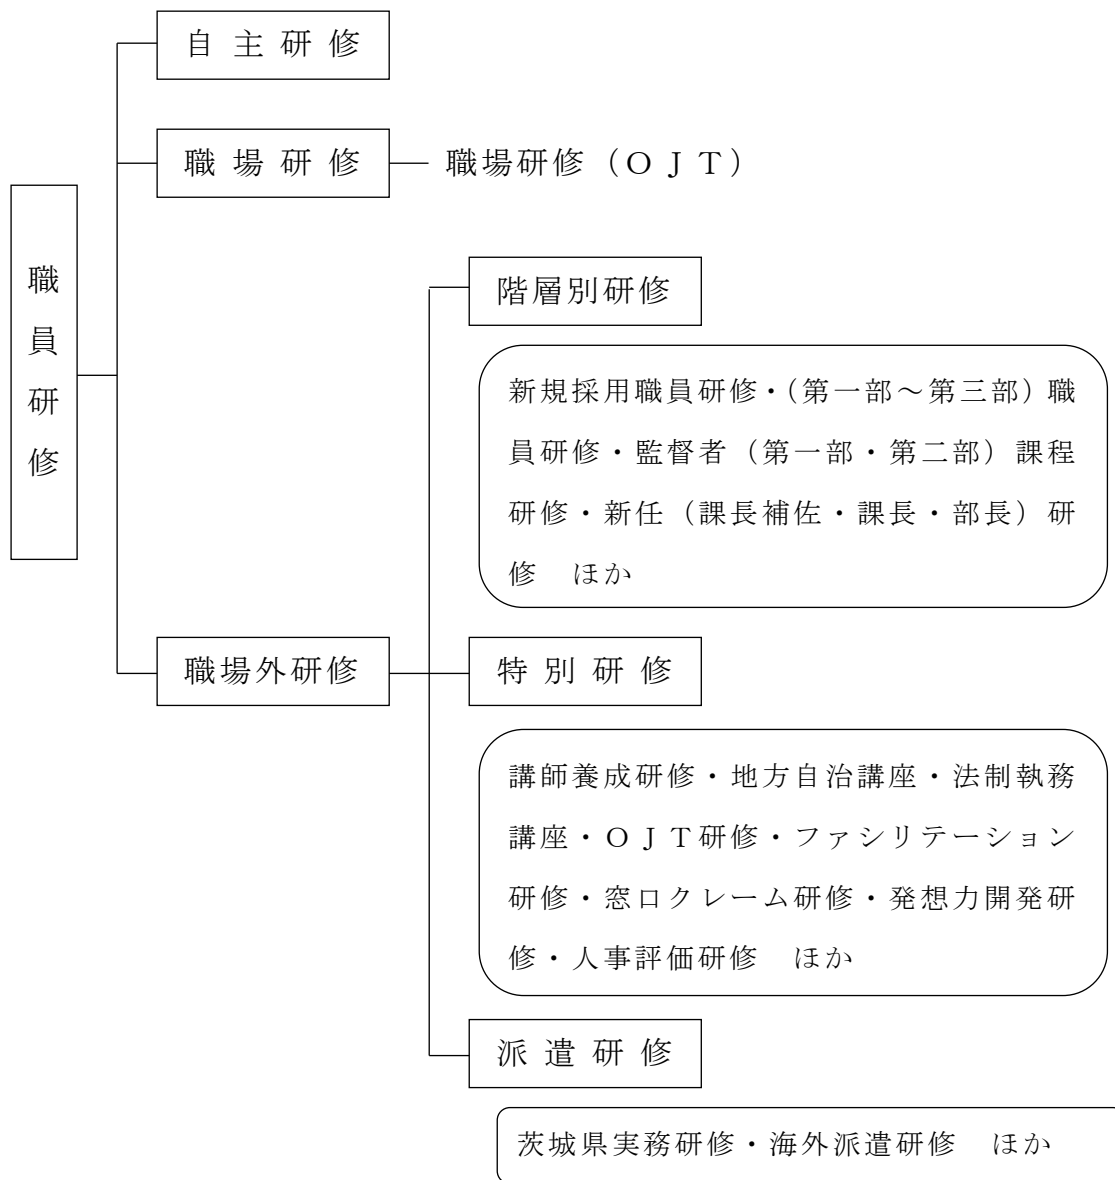 自主研修
職場研修
職場研修（ＯＪＴ）
職員研修
階層別研修
新規採用職員研修・（第一部～第三部）職
員研修・監督者（第一部・第二部）課程
研修・新任（課長補佐・課長・部長）研
修　ほか
職場外研修
特別研修
講師養成研修・地方自治講座・法制執務
講座・ＯＪＴ研修・ファシリテーション
研修・窓口クレーム研修・発想力開発研
修・人事評価研修　ほか
派遣研修
茨城県実務研修・海外派遣研修　ほか